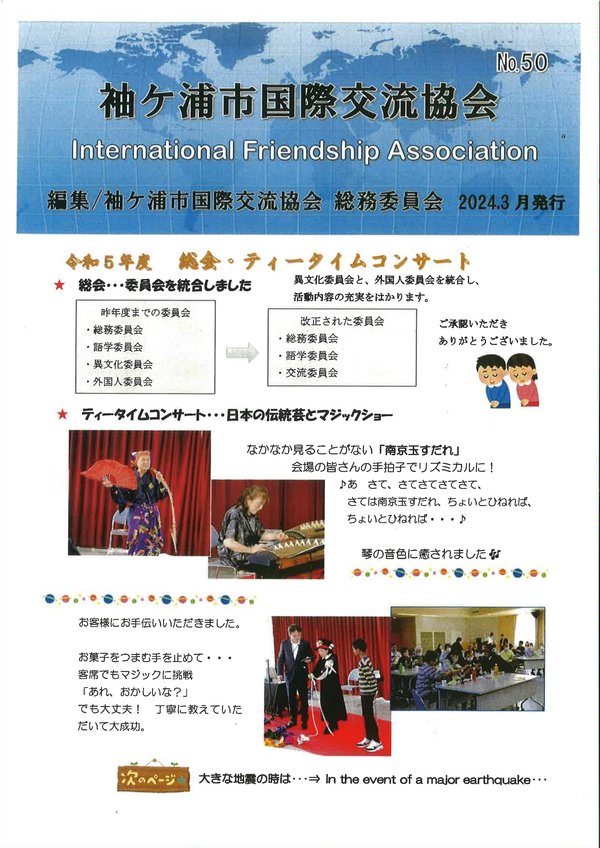 No.50
袖ケ浦市国際交流協会
International Friendship Association
編集/袖ケ浦市国際交流協会 総務委員会 2024.3月発行
令和5年度 総会・ティータイムコンサート
★ 総会・・・委員会を統合しました
異文化委員会と、外国人委員会を統合し、
活動内容の充実をはかります。
昨年度までの委員会
・総務委員会
・語学委員会
・異文化委員会
・外国人委員会
改正された委員会
・総務委員会
・語学委員会
・交流委員会
ご承認いただき
ありがとうございました。
★ ティータイムコンサート・・・日本の伝統芸とマジックショー
なかなか見ることがない「南京玉すだれ」
会場の皆さんの手拍子でリズミカルに!
♪あ さて、さてさてさてさて、
さては南京玉すだれ、ちょいとひねれば、
ちょいとひねれば・・・♪
琴の音色に癒されました🎶
お客様にお手伝いいただきました。
お菓子をつまむ手を止めて・・・
客席でもマジックに挑戦
「あれ、おかしいな?」
でも大丈夫! 丁寧に教えていた
だいて大成功。
次のページ
大きな地震の時は・・・⇒ In the event of a major earthquake・・・